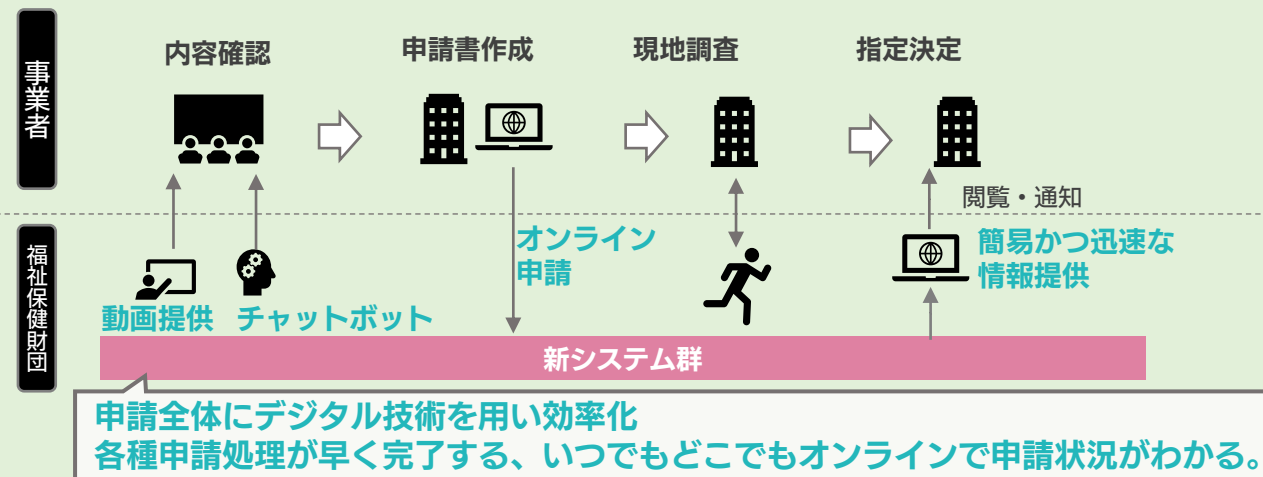 事業者
内容確認
申請書作成
現地調査
指定決定
閲覧・通知
福祉保健財団
動画提供
チャットボット
オンライン
申請
簡易かつ迅速な
情報提供
新システム群
申請全体にデジタル技術を用い効率化
各種申請処理が早く完了する、いつでもどこでもオンラインで申請状況がわかる。